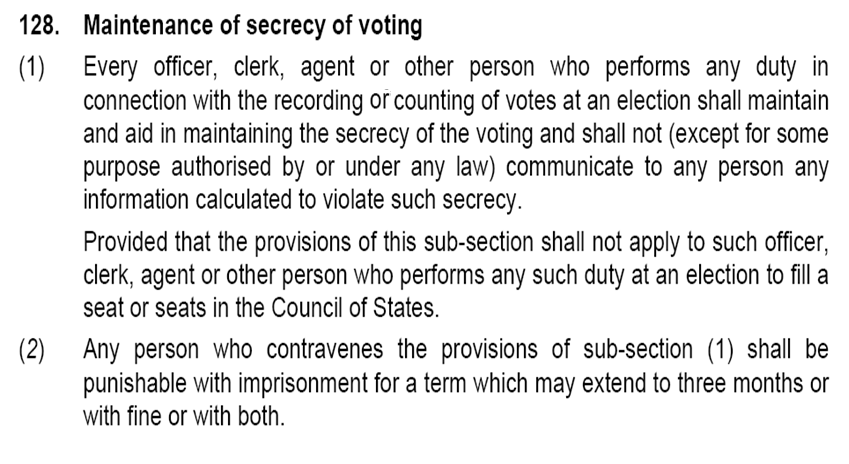 128. Maintenance of secrecy of voting
(1) Every officer, clerk, agent or other person who performs any duty in
connection with the recording or counting of votes at an election shall maintain
and aid in maintaining the secrecy of the voting and shall not (except for some
purpose authorised by or under any law) communicate to any person any
information calculated to violate such secrecy.
Provided that the provisions of this sub-section shall not apply to such officer,
clerk, agent or other person who performs any such duty at an election to fill a
seat or seats in the Council of States.
(2) Any person who contravenes the provisions of sub-section (1) shall be
punishable with imprisonment for a term which may extend to three months or
with fine or with both.